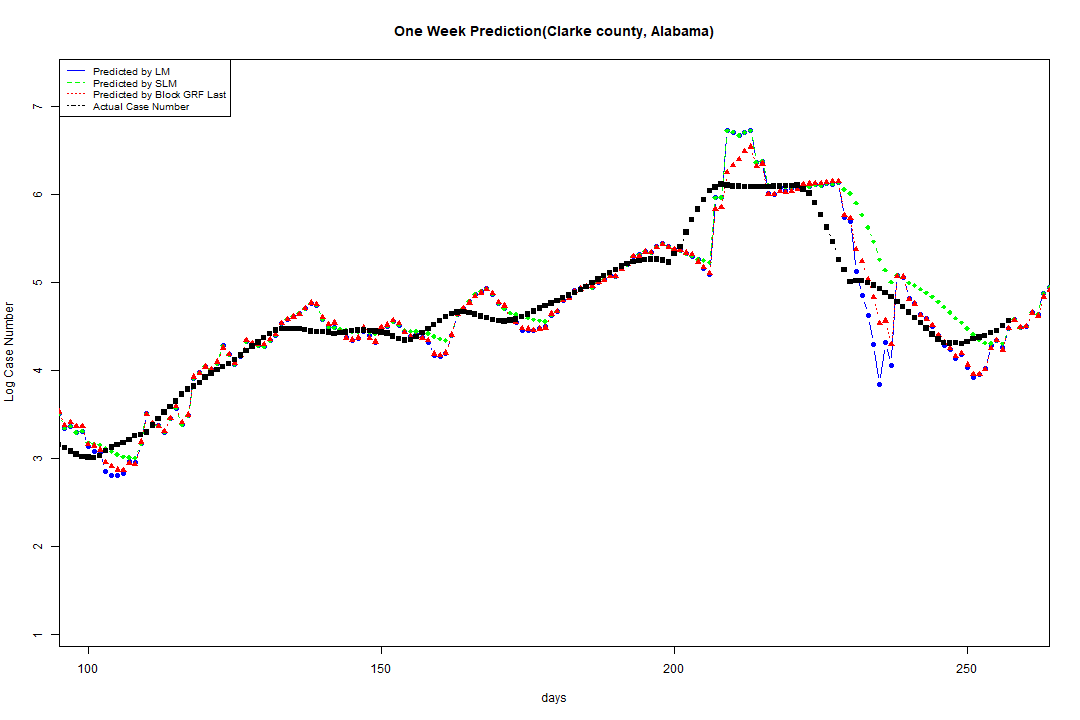 One Week Prediction(Clarke county, Alabama)
Predicted by LM
Predicted by SLM
Predicted by Block GRF Last
Actual Case Number
7
6
5
4
3
2
1
Log Case Number
100 150 200 250
days